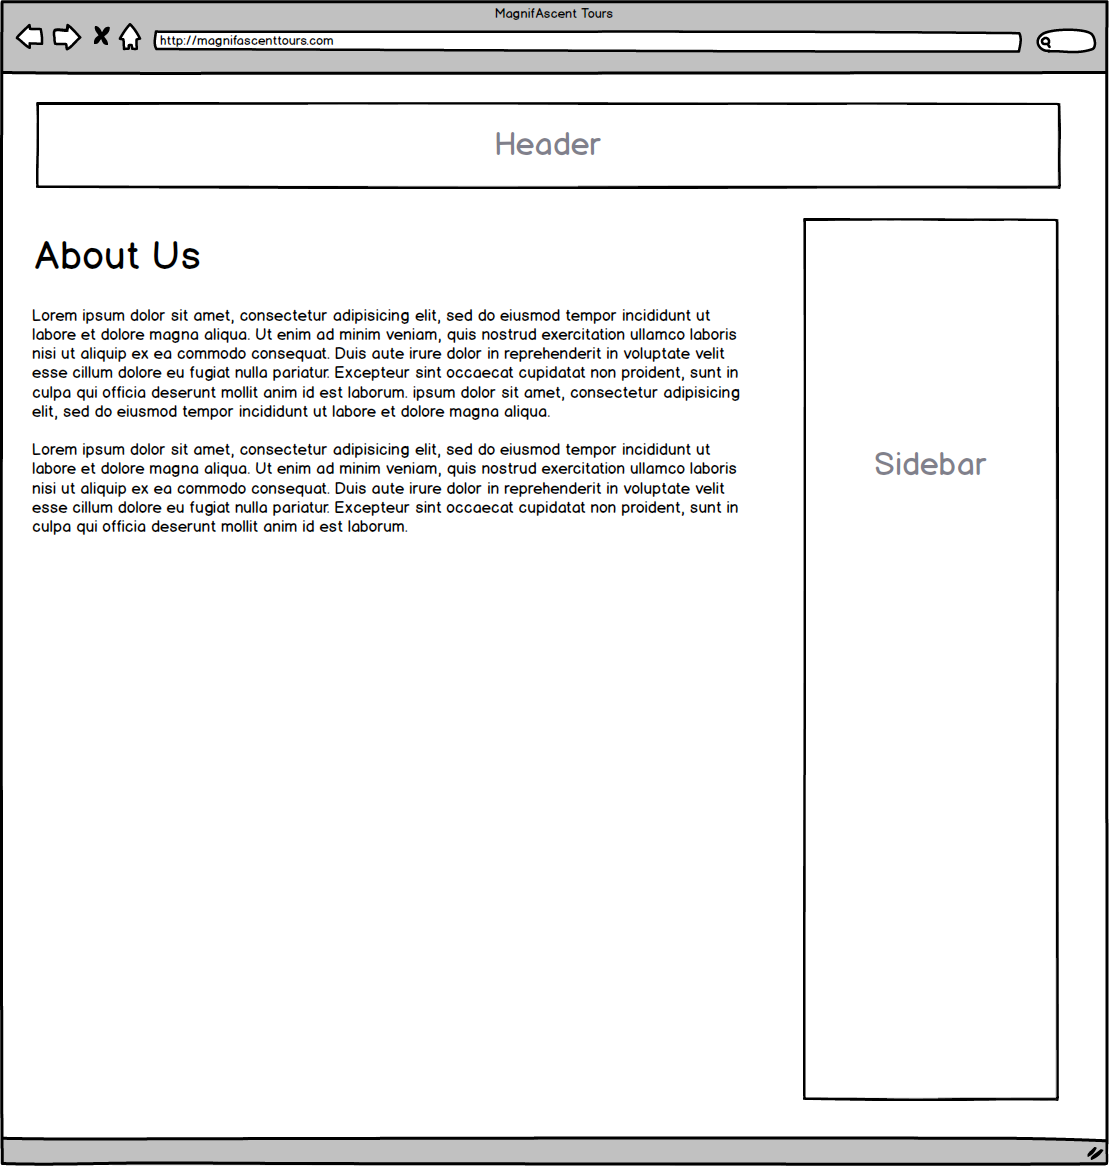 MagnifAscent Tours
http://magnifascenttours.com
Header
About Us
Lorem ipsum dolor sit amet, consectetur adipisicing elit, sed do eiusmod tempor incididunt ut
labore et dolore magna aliqua. Ut enim ad minim veniam, quis nostrud exercitation ullamco laboris
nisi ut aliquip ex ea commodo consequat. Duis aute irure dolor in reprehenderit in voluptate velit
esse cillum dolore eu fugiat nulla pariatur. Excepteur sint occaecat cupidatat non proident, sunt in
culpa qui officia deserunt mollit anim id est laborum. ipsum dolor sit amet, consectetur adipisicing
elit, sed do eiusmod tempor incididunt ut labore et dolore magna aliqua.
Lorem ipsum dolor sit amet, consectetur adipisicing elit, sed do eiusmod tempor incididunt ut
labore et dolore magna aliqua. Ut enim ad minim veniam, quis nostrud exercitation ullamco laboris
nisi ut aliquip ex ea commodo consequat. Duis aute irure dolor in reprehenderit in voluptate velit
esse cillum dolore eu fugiat nulla pariatur. Excepteur sint occaecat cupidatat non proident, sunt in
culpa qui officia deserunt mollit anim id est laborum.
Sidebar